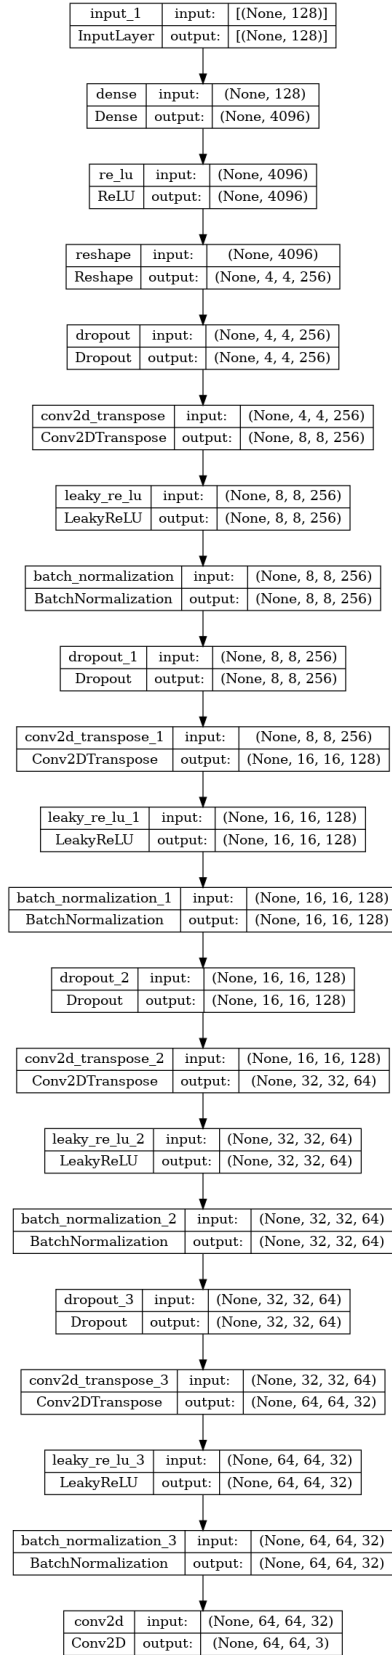 input_1 input: [(None, 128)]
InputLayer output: [(None, 128)]
dense input: (None, 128)
Dense output: (None, 4096)
re_lu input: (None, 4096)
ReLU output: (None, 4096)
reshape input: (None, 4096)
Reshape output: (None, 4, 4, 256)
dropout input: (None, 4, 4, 256)
Dropout output: (None, 4, 4, 256)
conv2d_transpose input: (None, 4, 4, 256)
Conv2DTranspose output: (None, 8, 8, 256)
leaky_re_lu input: (None, 8, 8, 256)
LeakyReLU output: (None, 8, 8, 256)
batch_normalization input: (None, 8, 8, 256)
BatchNormalization output: (None, 8, 8, 256)
dropout_1 input: (None, 8, 8, 256)
Dropout output: (None, 8, 8, 256)
conv2d_transpose_1 input: (None, 8, 8, 256)
Conv2DTranspose output: (None, 16, 16, 128)
leaky_re_lu_1 input: (None, 16, 16, 128)
LeakyReLU output: (None, 16, 16, 128)
batch_normalization_1 input: (None, 16, 16, 128)
BatchNormalization output: (None, 16, 16, 128)
dropout_2 input: (None, 16, 16, 128)
Dropout output: (None, 16, 16, 128)
conv2d_transpose_2 input: (None, 16, 16, 128)
Conv2DTranspose output: (None, 32, 32, 64)
leaky_re_lu_2 input: (None, 32, 32, 64)
LeakyReLU output: (None, 32, 32, 64)
batch_normalization_2 input: (None, 32, 32, 64)
BatchNormalization output: (None, 32, 32, 64)
dropout_3 input: (None, 32, 32, 64)
Dropout output: (None, 32, 32, 64)
conv2d_transpose_3 input: (None, 32, 32, 64)
Conv2DTranspose output: (None, 64, 64, 32)
leaky_re_lu_3 input: (None, 64, 64, 32)
LeakyReLU output: (None, 64, 64, 32)
batch_normalization_3 input: (None, 64, 64, 32)
BatchNormalization output: (None, 64, 64, 32)
conv2d input: (None, 64, 64, 32)
Conv2D output: (None, 64, 64, 3)